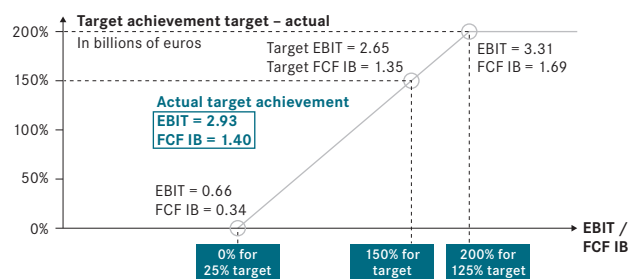 Target achievement target – actual
In billions of euros
200%
150%
100%
50%
0%
Target EBIT = 2.65
Target FCF IB = 1.35
EBIT = 3.31
FCF IB = 1.69
Actual target achievement
EBIT = 2.93
FCF IB = 1.40
EBIT = 0.66
FCF IB = 0.34
EBIT /
FCF IB
0% for
25% target
150% for
target
200% for
125% target